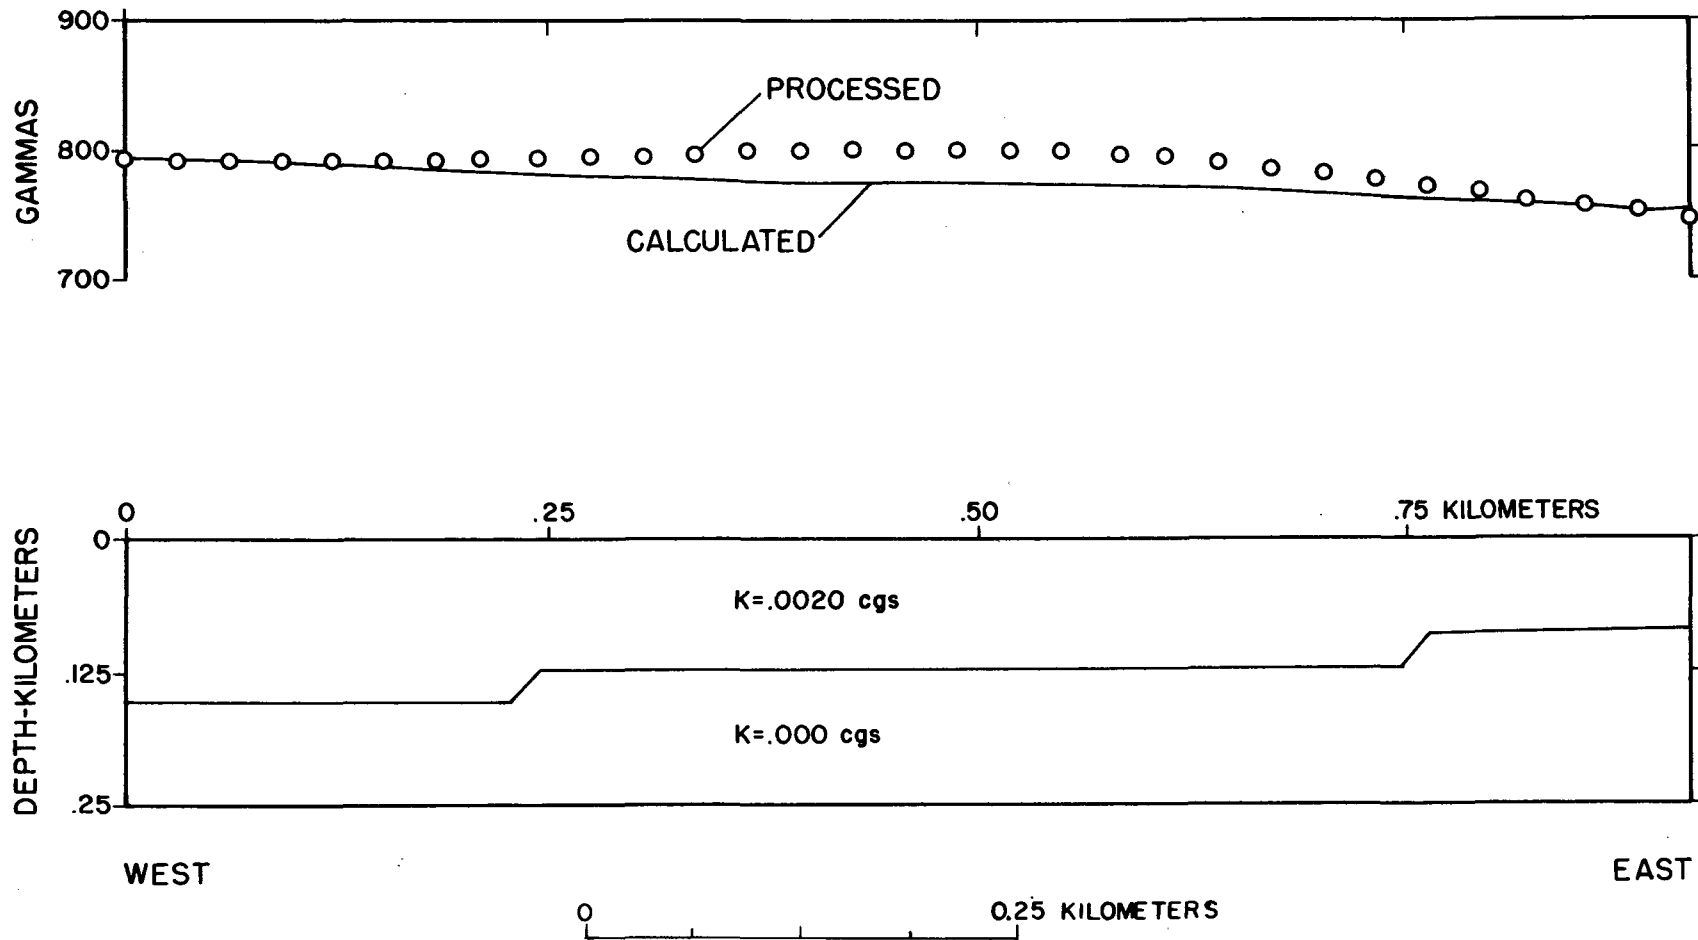 900
PROCESSED
800
GAMMAS
CALCULATED
700
0 .25 .50 .75 KILOMETERS
0
K=.0020 cgs
DEPTH-KILOMETERS
.125
K=.000 cgs
.25
WEST EAST
0 0.25 KILOMETERS